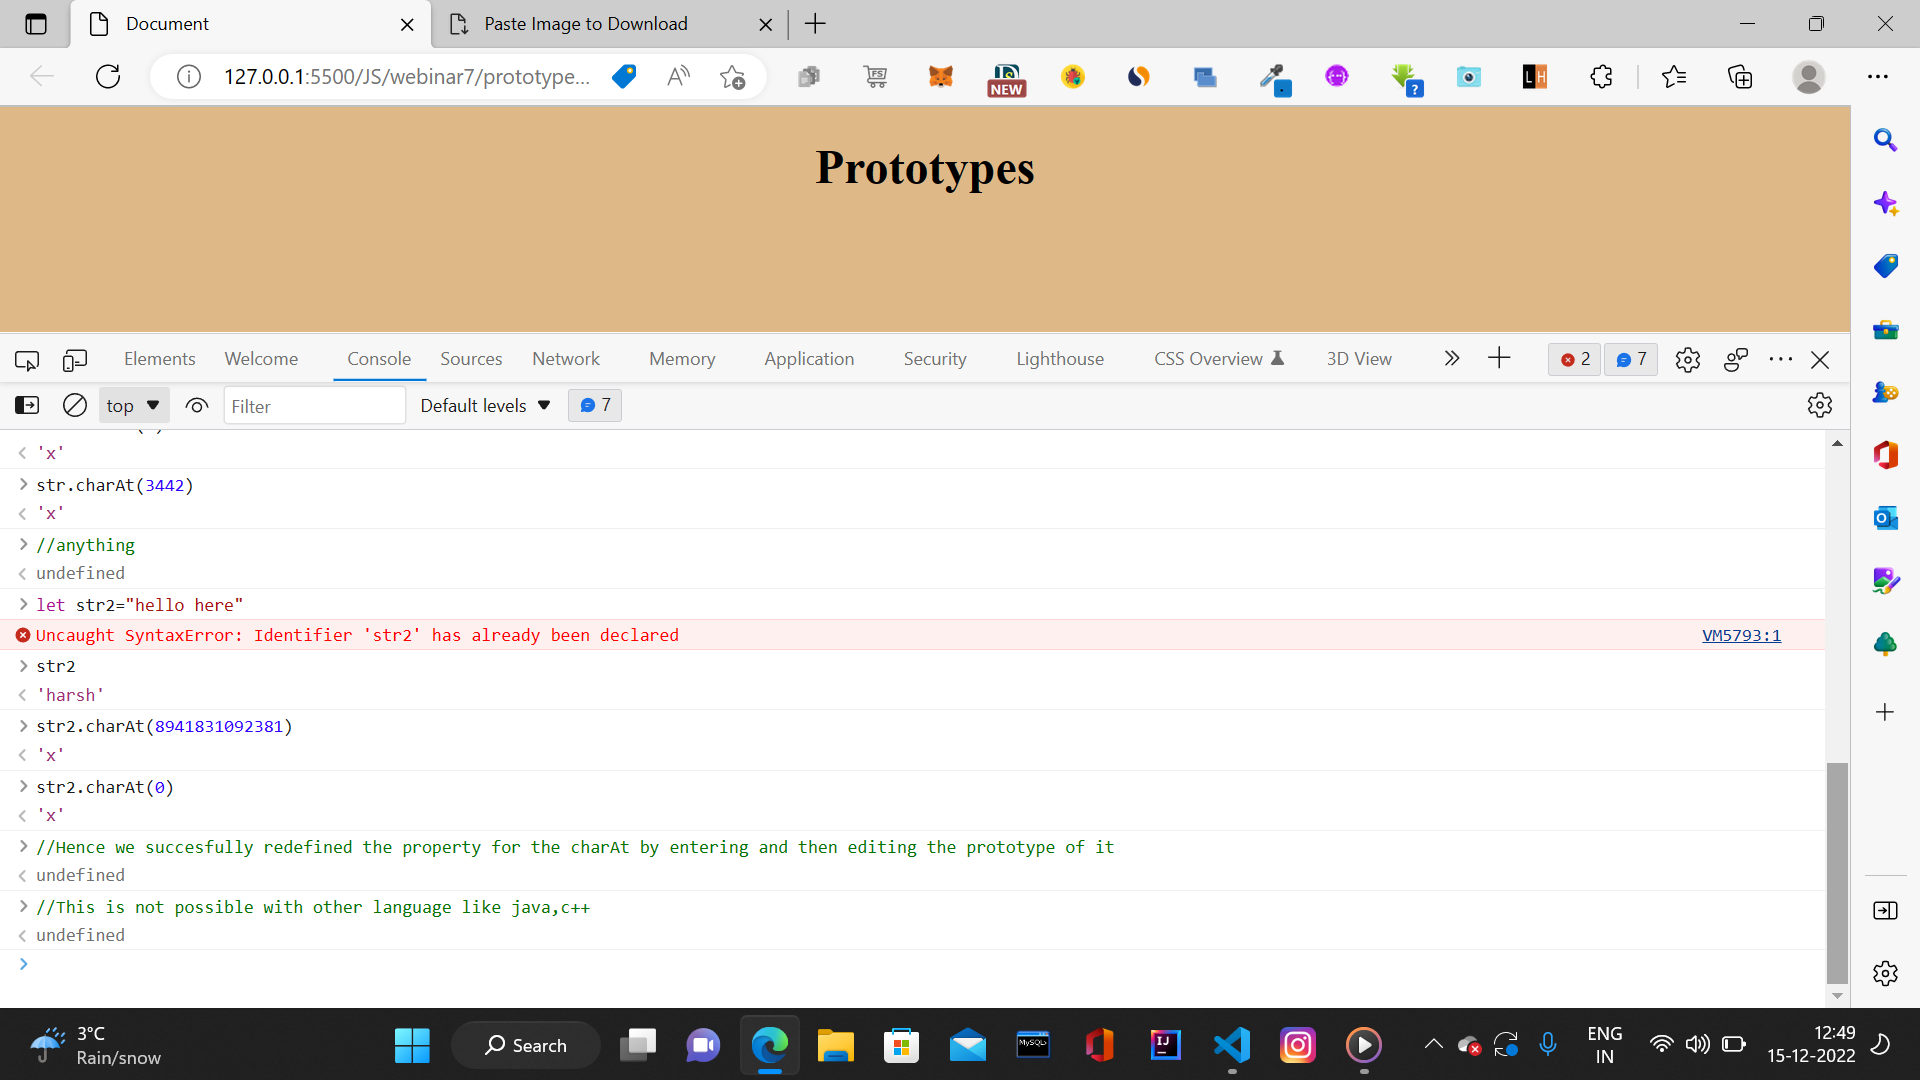 Document
Paste Image to Download
127.0.0.1:5500/JS/webinar7/prototype...
NEW
?
LH
Prototypes
Elements Welcome Console Sources Network Memory Application Security Lighthouse CSS Overview 3D View
2 7
top Filter Default levels 7
'x'
str.charAt(3442)
'x'
//anything
undefined
let str2="hello here"
Uncaught SyntaxError: Identifier 'str2' has already been declared VM5793:1
str2
'harsh'
str2.charAt(8941831092381)
'x'
str2.charAt(0)
'x'
//Hence we succesfully redefined the property for the charAt by entering and then editing the prototype of it
undefined
//This is not possible with other language like java,c++
undefined
3°C
Rain/snow
Search
MySQL>
IJ
ENG
IN
12:49
15-12-2022